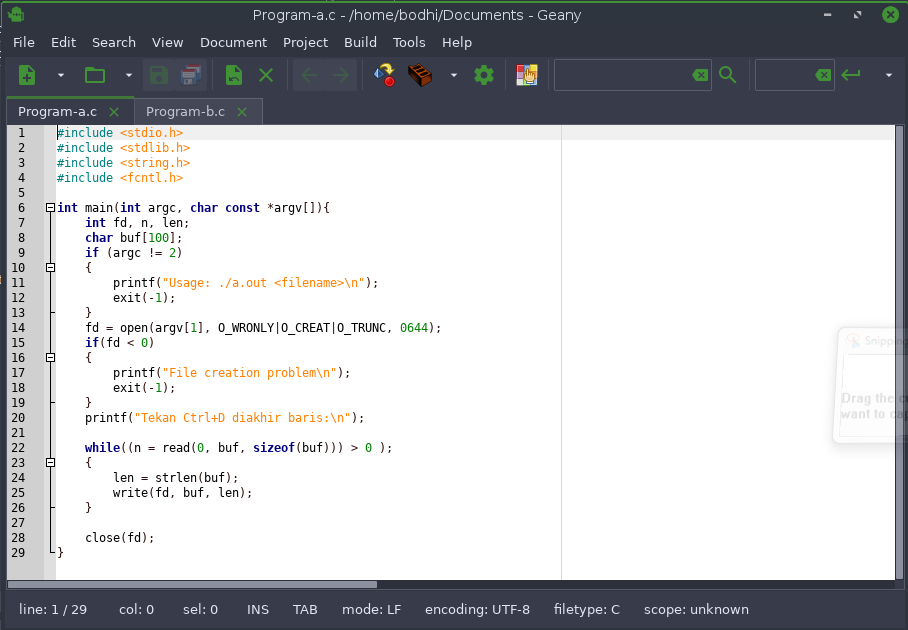 Program-a.c - /home/bodhi/Documents - Geany
File Edit Search View Document Project Build Tools Help
Program-a.c Program-b.c
1 #include <stdio.h>
2 #include <stdlib.h>
3 #include <string.h>
4 #include <fcntl.h>
5
6 int main(int argc, char const *argv[]){
7 int fd, n, len;
8 char buf[100];
9 if (argc != 2)
10 {
11 printf("Usage: ./a.out <filename>\n");
12 exit(-1);
13 }
14 fd = open(argv[1], O_WRONLY|O_CREAT|O_TRUNC, 0644);
15 if(fd < 0)
16 {
17 printf("File creation problem\n");
18 exit(-1);
19 }
20 printf("Tekan Ctrl+D diakhir baris:\n");
21
22 while((n = read(0, buf, sizeof(buf))) > 0 );
23 {
24 len = strlen(buf);
25 write(fd, buf, len);
26 }
27
28 close(fd);
29 }
Snipping
Drag the
want to
line: 1 / 29 col: 0 sel: 0 INS TAB mode: LF encoding: UTF-8 filetype: C scope: unknown